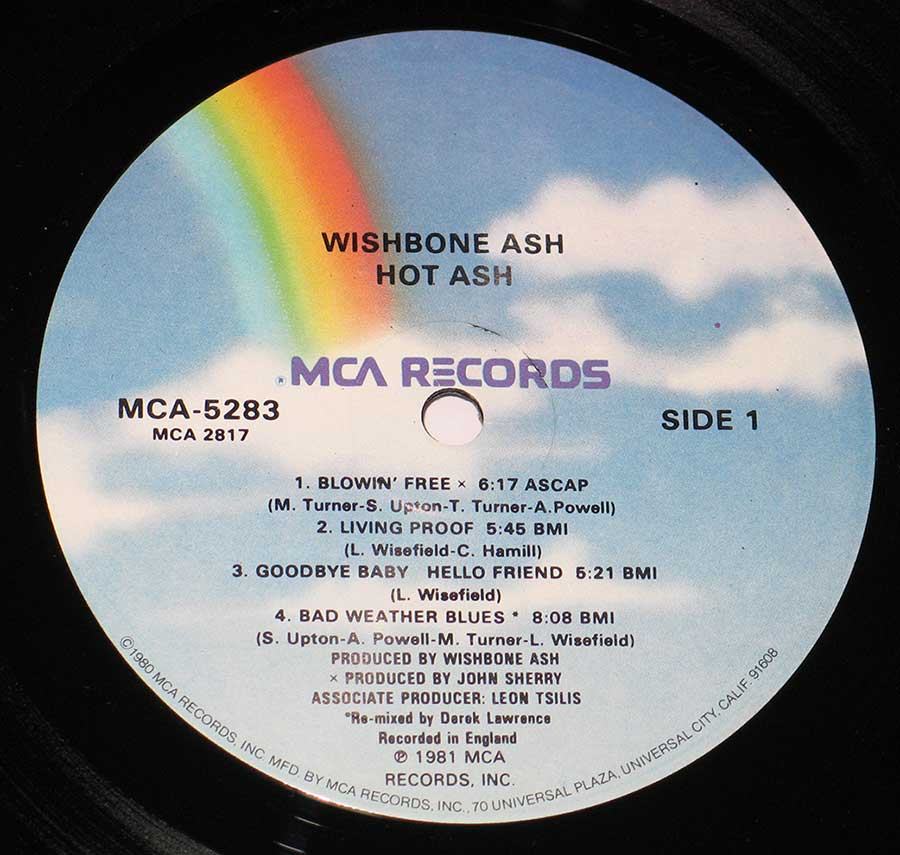 WISHBONE ASH
HOT ASH
® MCA RECORDS
MCA-5283
MCA 2817
SIDE 1
1. BLOWIN' FREE × 6:17 ASCAP
(M. Turner-S. Upton-T. Turner-A.Powell)
2. LIVING PROOF 5:45 BMI
(L. Wisefield-C. Hamill)
3. GOODBYE BABY HELLO FRIEND 5:21 BMI
(L. Wisefield)
4. BAD WEATHER BLUES * 8:08 BMI
(S. Upton-A. Powell-M. Turner-L. Wisefield)
PRODUCED BY WISHBONE ASH
× PRODUCED BY JOHN SHERRY
ASSOCIATE PRODUCER: LEON TSILIS
*Re-mixed by Derek Lawrence
Recorded in England
℗ 1981 MCA
RECORDS, INC.
©1980 MCA RECORDS, INC. MFD. BY MCA RECORDS, INC., 70 UNIVERSAL PLAZA, UNIVERSAL CITY, CALIF. 91608